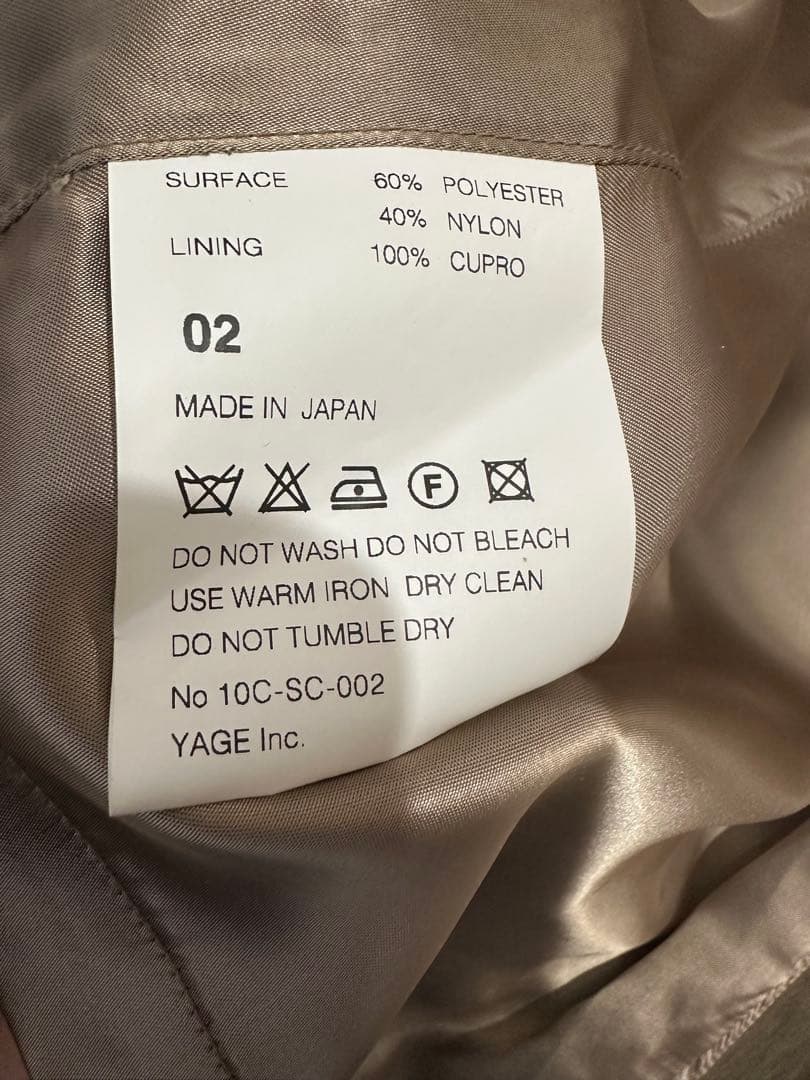 SURFACE 60% POLYESTER
40% NYLON
LINING 100% CUPRO
02
MADE IN JAPAN
F
DO NOT WASH DO NOT BLEACH
USE WARM IRON DRY CLEAN
DO NOT TUMBLE DRY
No 10C-SC-002
YAGE Inc.